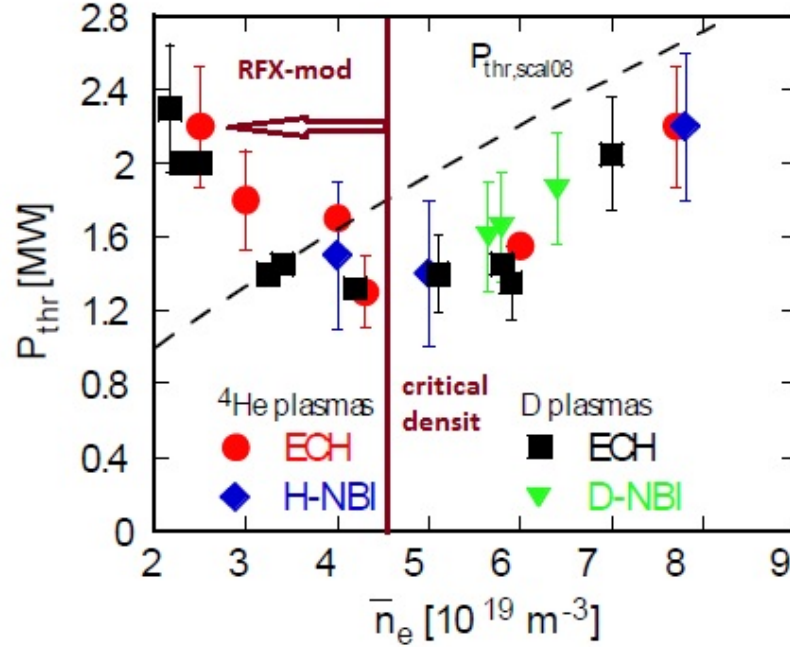 2.8
2.4
2
1.6
1.2
0.8
0.4
0
P_thr [MW]
RFX-mod
P_thr,scal08
critical
densit
⁴He plasmas
ECH
H-NBI
D plasmas
ECH
D-NBI
2 3 4 5 6 7 8 9
n̅_e [10 ¹⁹ m⁻³]